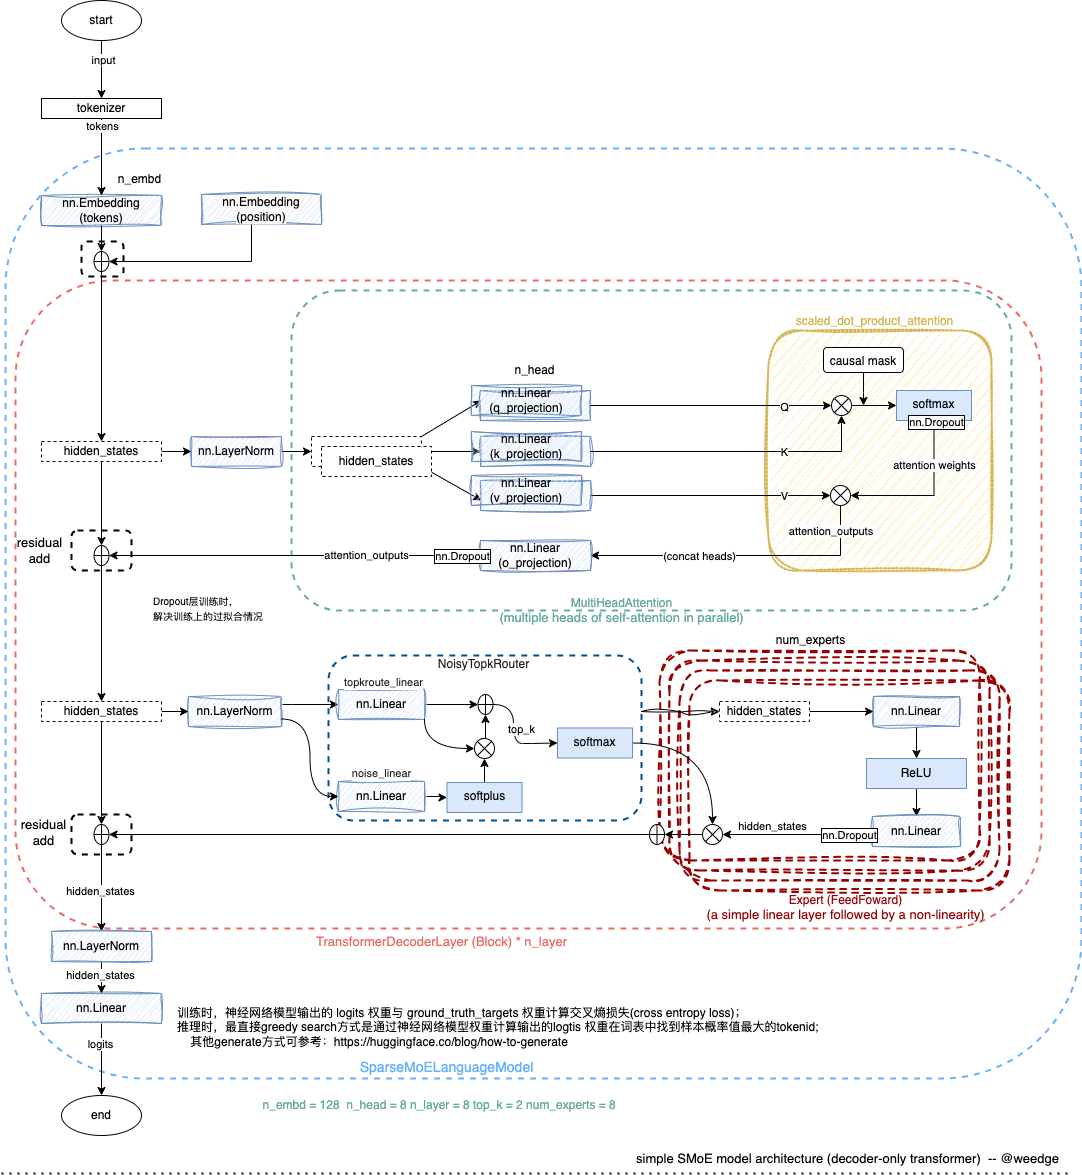 start
input
tokenizer
tokens
n_embd
nn.Embedding
(tokens)
nn.Embedding
(position)
scaled_dot_product_attention
causal mask
n_head
nn.Linear
(q_projection)
Q
softmax
nn.Dropout
hidden_states
nn.LayerNorm
hidden_states
nn.Linear
(k_projection)
K
attention weights
nn.Linear
(v_projection)
V
attention_outputs
residual
add
attention_outputs
nn.Dropout
nn.Linear
(o_projection)
(concat heads)
MultiHeadAttention
(multiple heads of self-attention in parallel)
Dropout层训练时，
解决训练上的过拟合情况
num_experts
NoisyTopkRouter
topkroute_linear
hidden_states
nn.LayerNorm
nn.Linear
top_k
softmax
hidden_states
nn.Linear
noise_linear
nn.Linear
softplus
ReLU
residual
add
hidden_states
nn.Dropout
nn.Linear
hidden_states
Expert (FeedFoward)
(a simple linear layer followed by a non-linearity)
nn.LayerNorm
TransformerDecoderLayer (Block) * n_layer
hidden_states
nn.Linear
训练时，神经网络模型输出的 logits 权重与 ground_truth_targets 权重计算交叉熵损失(cross entropy loss)；
推理时，最直接greedy search方式是通过神经网络模型权重计算输出的logtis 权重在词表中找到样本概率值最大的tokenid;
其他generate方式可参考：https://huggingface.co/blog/how-to-generate
logits
SparseMoELanguageModel
end
n_embd = 128 n_head = 8 n_layer = 8 top_k = 2 num_experts = 8
simple SMoE model architecture (decoder-only transformer) -- @weedge